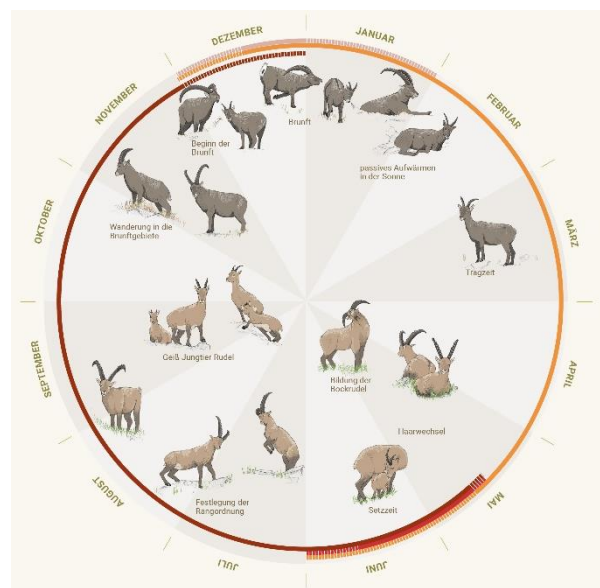 DEZEMBER
JANUAR
FEBRUAR
MÄRZ
APRIL
MAI
JUNI
JULI
AUGUST
SEPTEMBER
OKTOBER
NOVEMBER
Brunft
Beginn der
Brunft
passives Aufwärmen
in der Sonne
Wanderung in die
Brunftgebiete
Tragzeit
Geiß Jungtier Rudel
Bildung der
Bockrudel
Haarwechsel
Setzzeit
Festlegung der
Rangordnung